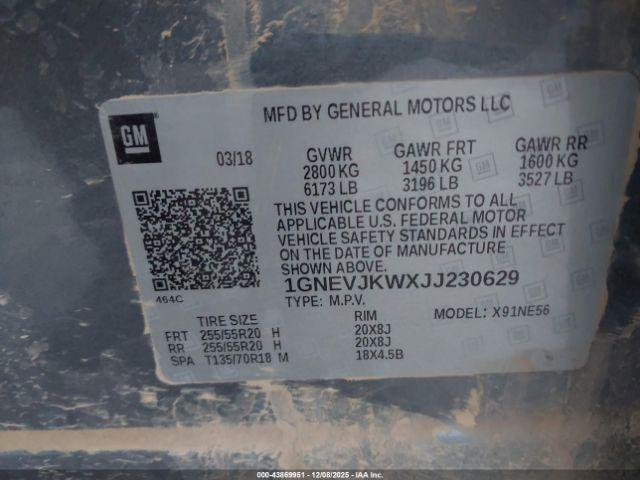 MFD BY GENERAL MOTORS LLC
GM
03/18
GVWR GAWR FRT GAWR RR
2800 KG 1450 KG 1600 KG
6173 LB 3196 LB 3527 LB
THIS VEHICLE CONFORMS TO ALL
APPLICABLE U.S. FEDERAL MOTOR
VEHICLE SAFETY STANDARDS IN EFFECT
ON THE DATE OF MANUFACTURE
SHOWN ABOVE.
1GNEVJKWXJJ230629
464C
TYPE: M.P.V. MODEL: X91NE56
TIRE SIZE RIM
FRT 255/55R20 H 20X8J
RR 255/55R20 H 20X8J
SPA T135/70R18 M 18X4.5B
000-43869951 - 12/08/2025 - IAA Inc.